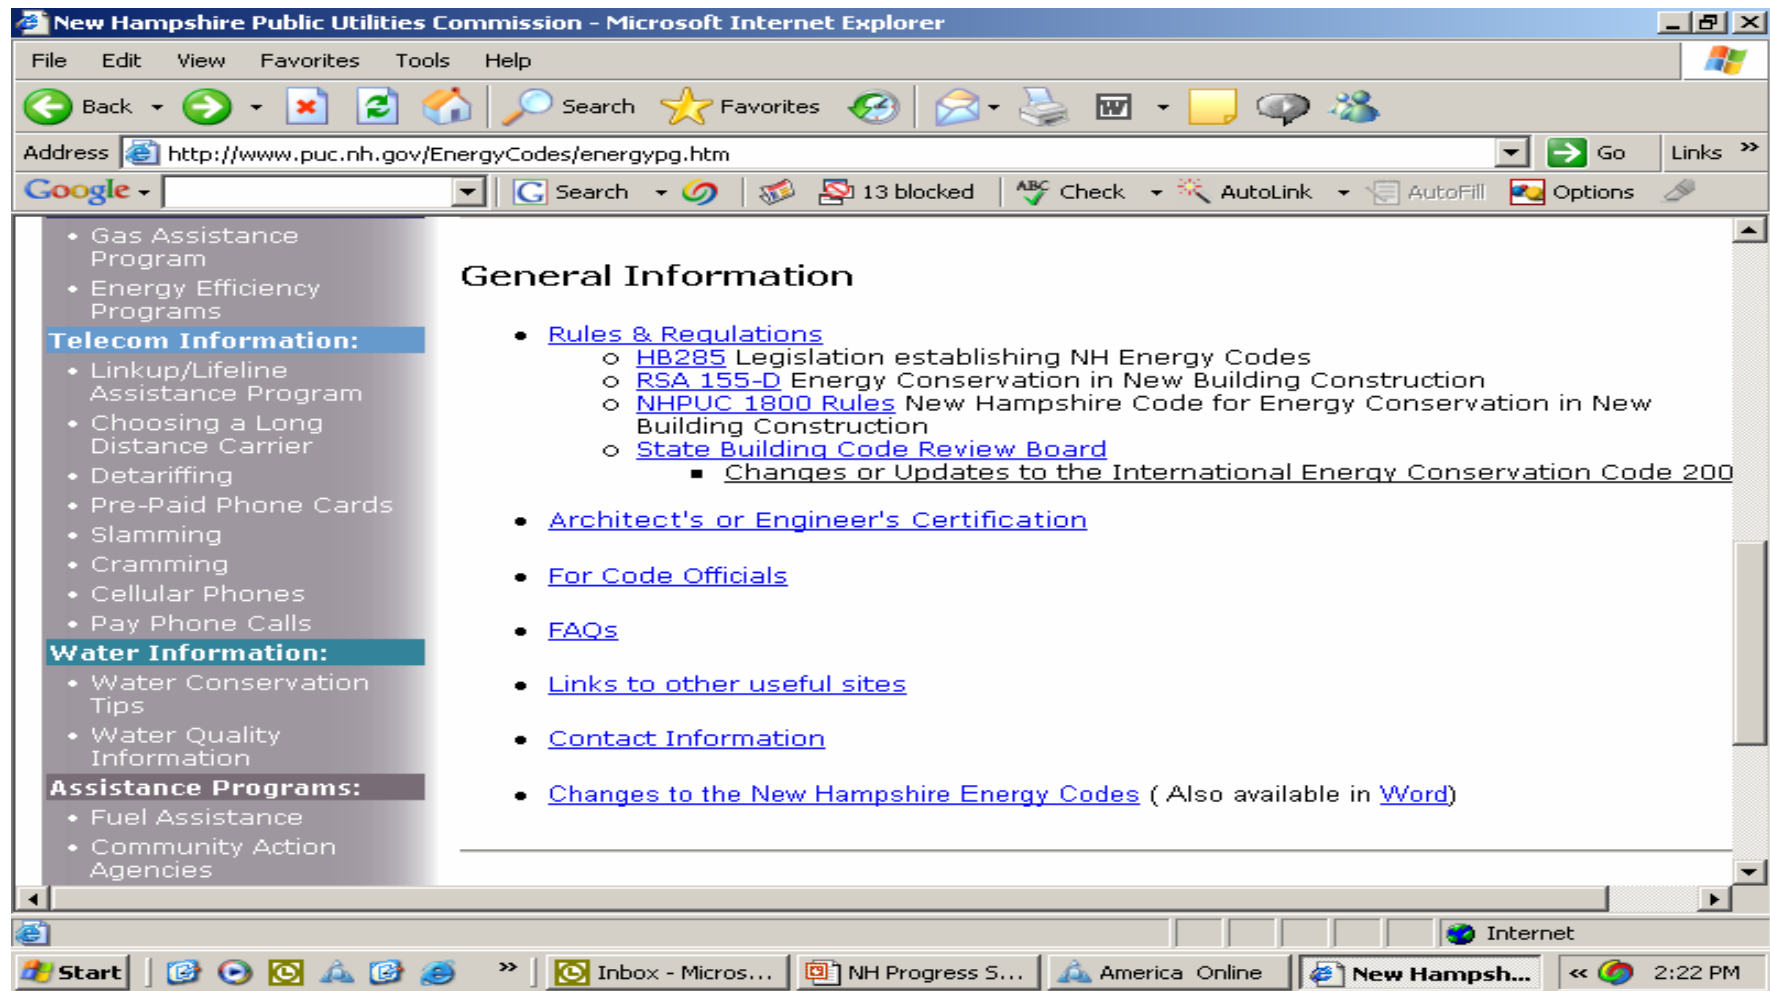 New Hampshire Public Utilities Commission - Microsoft Internet Explorer
File Edit View Favorites Tools Help
Back Search Favorites
Address http://www.puc.nh.gov/EnergyCodes/energypg.htm Go Links »
Google Search 13 blocked ABC Check AutoLink AutoFill Options
• Gas Assistance
Program
• Energy Efficiency
Programs
Telecom Information:
• Linkup/Lifeline
Assistance Program
• Choosing a Long
Distance Carrier
• Detariffing
• Pre-Paid Phone Cards
• Slamming
• Cramming
• Cellular Phones
• Pay Phone Calls
Water Information:
• Water Conservation
Tips
• Water Quality
Information
Assistance Programs:
• Fuel Assistance
• Community Action
Agencies
General Information
• Rules & Regulations
o HB285 Legislation establishing NH Energy Codes
o RSA 155-D Energy Conservation in New Building Construction
o NHPUC 1800 Rules New Hampshire Code for Energy Conservation in New
Building Construction
o State Building Code Review Board
▪ Changes or Updates to the International Energy Conservation Code 200
• Architect's or Engineer's Certification
• For Code Officials
• FAQs
• Links to other useful sites
• Contact Information
• Changes to the New Hampshire Energy Codes ( Also available in Word)
Internet
Start » Inbox - Micros... NH Progress S... America Online New Hampsh... « 2:22 PM